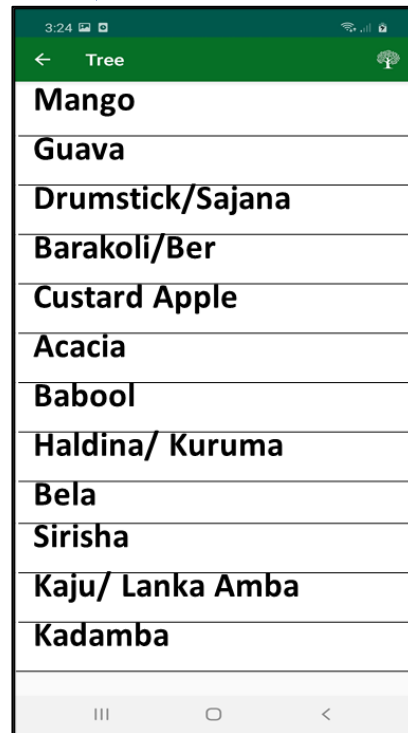 3:24
Tree
Mango
Guava
Drumstick/Sajana
Barakoli/Ber
Custard Apple
Acacia
Babool
Haldina/ Kuruma
Bela
Sirisha
Kaju/ Lanka Amba
Kadamba